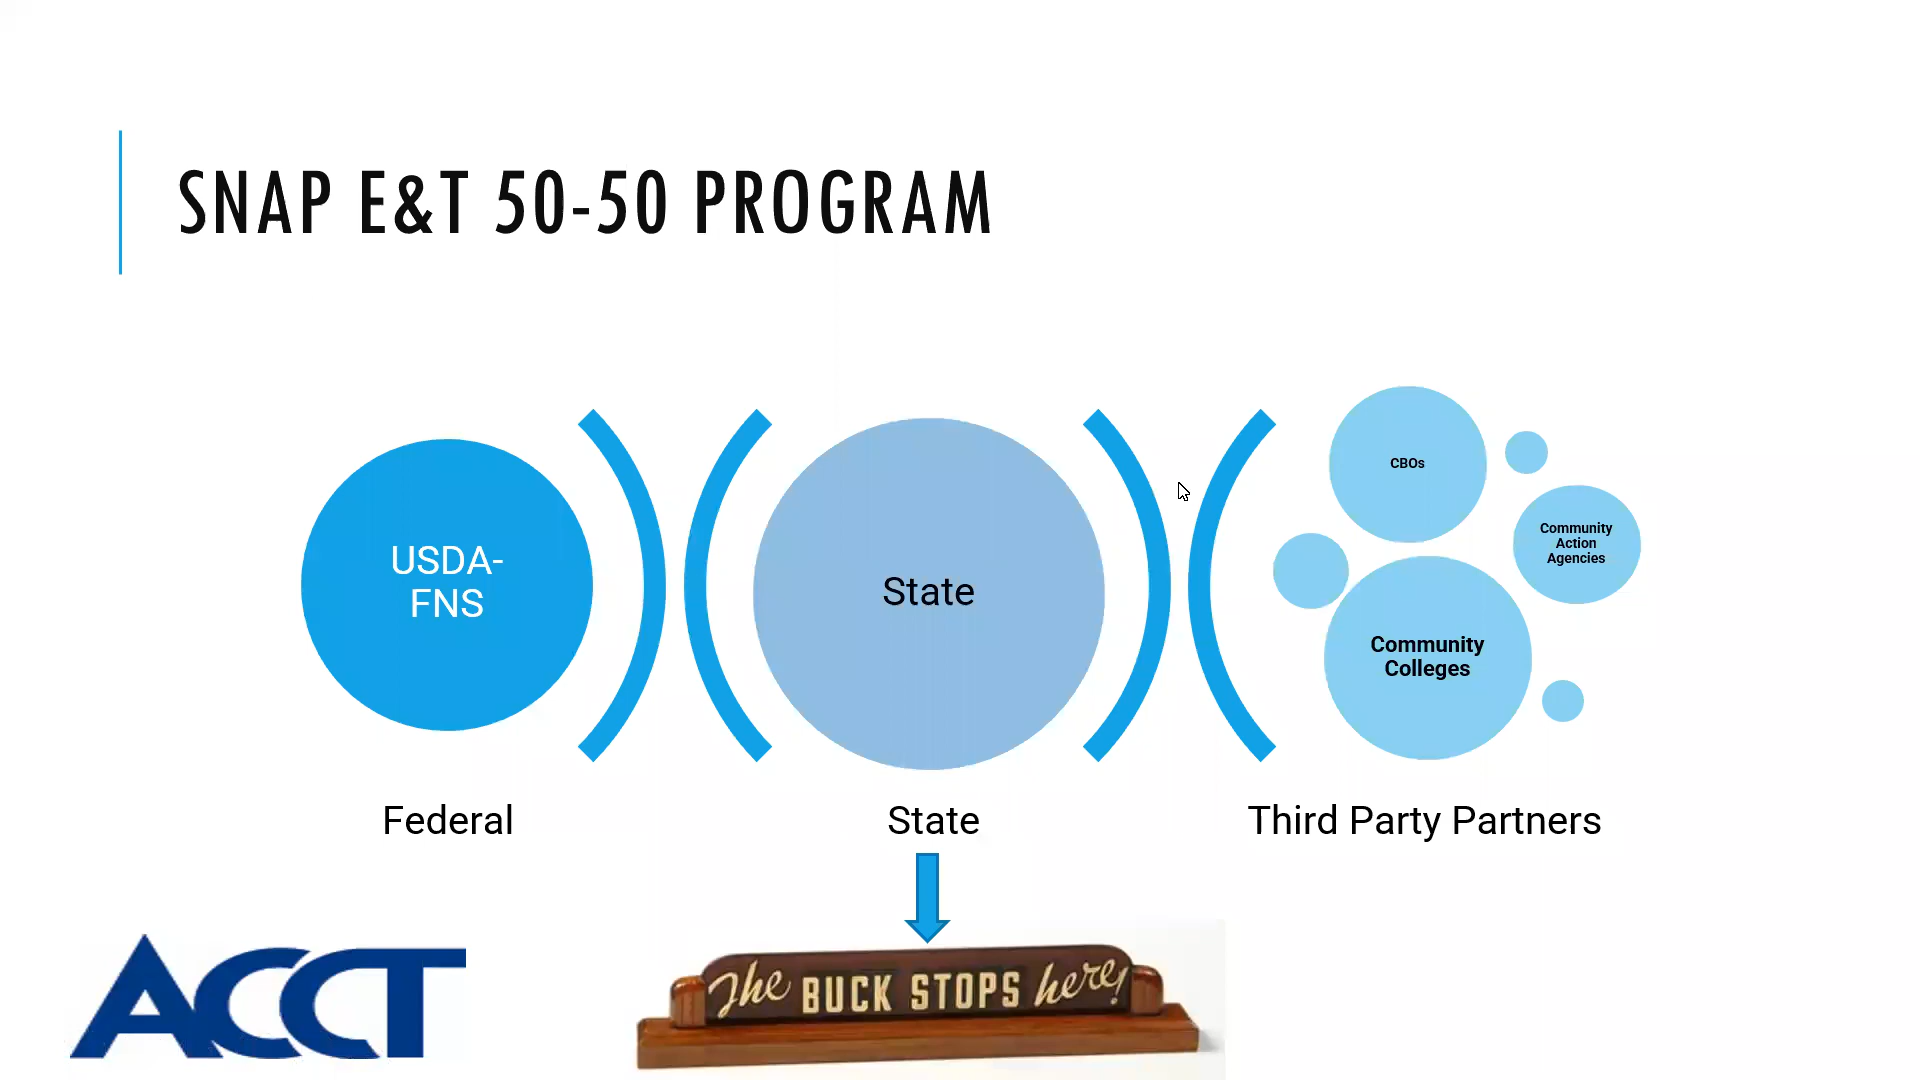 SNAP E&T 50-50 PROGRAM
USDA-
FNS
State
CBOs
Community
Action
Agencies
Community
Colleges
Federal
State
Third Party Partners
The BUCK STOPS here!
ACCT